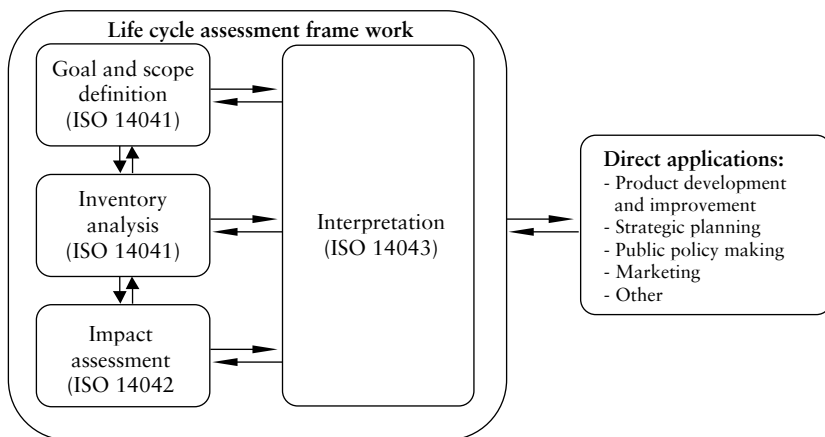 Life cycle assessment frame work
Goal and scope
definition
(ISO 14041)
Inventory
analysis
(ISO 14041)
Impact
assessment
(ISO 14042
Interpretation
(ISO 14043)
Direct applications:
- Product development
and improvement
- Strategic planning
- Public policy making
- Marketing
- Other